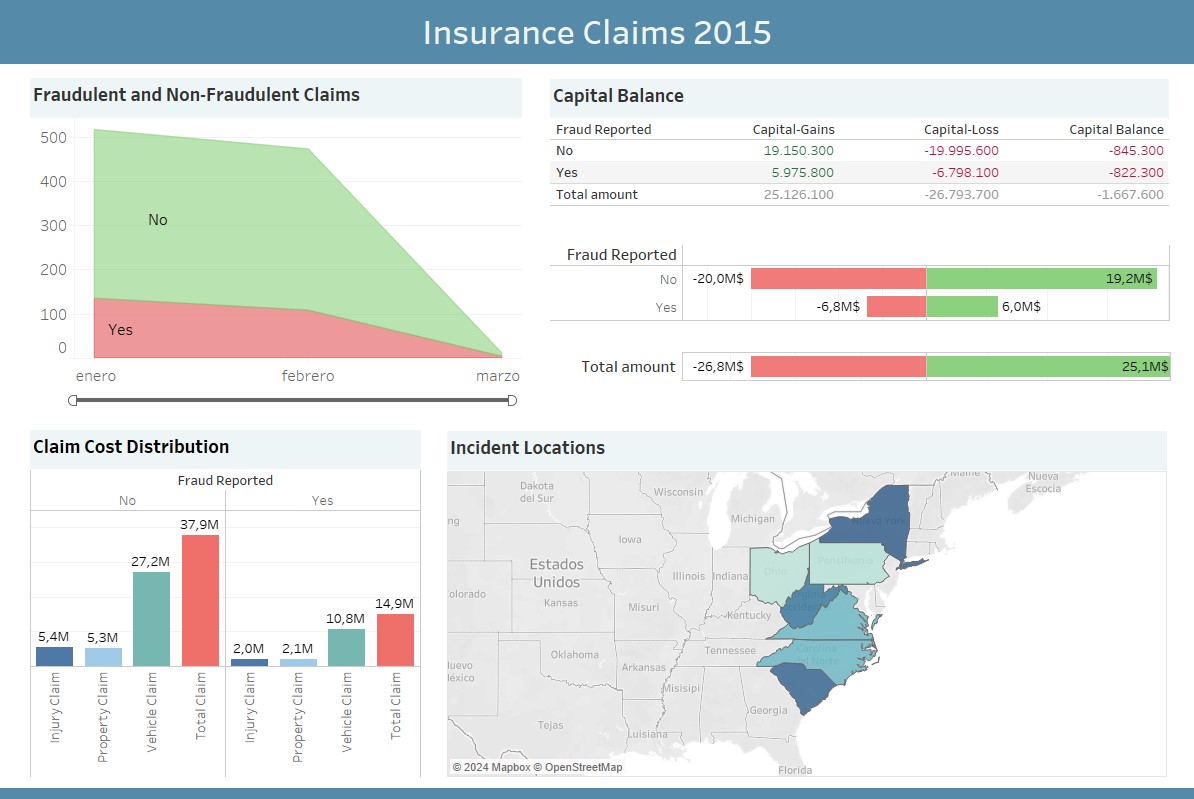 Insurance Claims 2015
Fraudulent and Non-Fraudulent Claims
500
400
300
200
100
0
No
Yes
enero febrero marzo
Capital Balance
Fraud Reported Capital-Gains Capital-Loss Capital Balance
No 19.150.300 -19.995.600 -845.300
Yes 5.975.800 -6.798.100 -822.300
Total amount 25.126.100 -26.793.700 -1.667.600
Fraud Reported
No -20,0M$ 19,2M$
Yes -6,8M$ 6,0M$
Total amount -26,8M$ 25,1M$
Claim Cost Distribution
Fraud Reported
No Yes
5,4M 5,3M 27,2M 37,9M 2,0M 2,1M 10,8M 14,9M
Injury Claim Property Claim Vehicle Claim Total Claim Injury Claim Property Claim Vehicle Claim Total Claim
Incident Locations
Maine
Nueva
Escocia
Dakota
del Sur
Wisconsin
Michigan
Nueva York
ng
Iowa
Estados
Unidos
Illinois Indiana
Ohio
olorado
Kansas
Misuri
Kentucky
Oklahoma
Tennessee
Carolina
del Norte
uevo
éxico
Arkansas
Misisipi
Georgia
Tejas
Luisiana
Florida
© 2024 Mapbox © OpenStreetMap